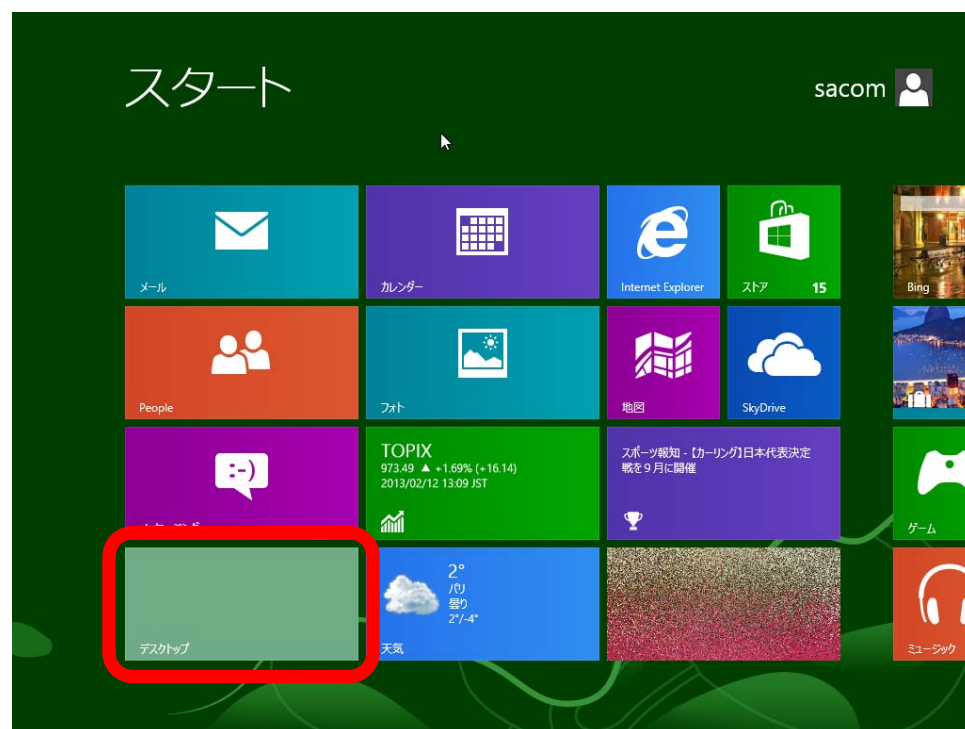 スタート
sacom
メール
カレンダー
Internet Explorer
ストア
15
Bing
People
フォト
地図
SkyDrive
TOPIX
973.49 ▲ +1.69% (+16.14)
2013/02/12 13:09 JST
スポーツ報知 - 【カーリング】日本代表決定
戦を9月に開催
:-)
ゲーム
デスクトップ
2°
パリ
曇り
2°/-4°
天気
ミュージック